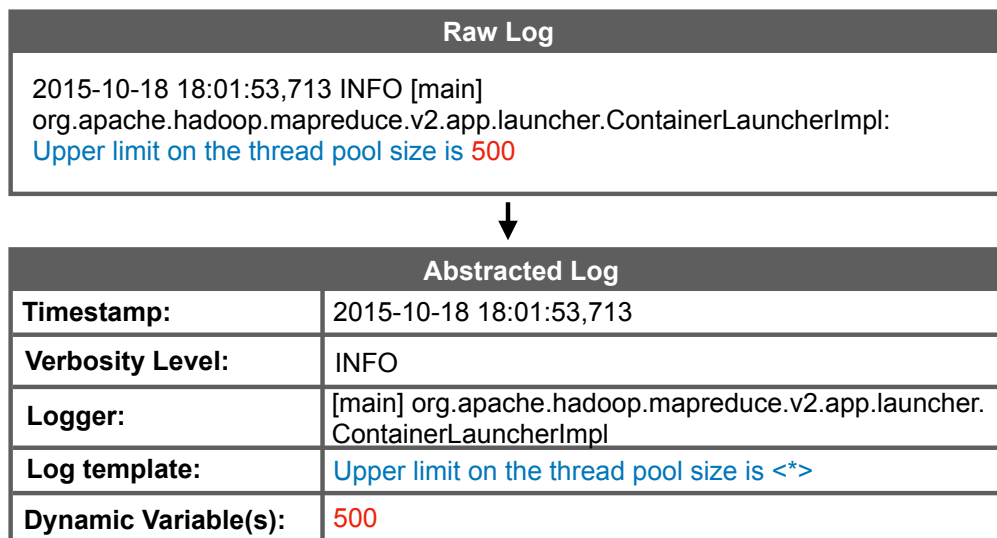 Raw Log
2015-10-18 18:01:53,713 INFO [main]
org.apache.hadoop.mapreduce.v2.app.launcher.ContainerLauncherImpl:
Upper limit on the thread pool size is 500
Abstracted Log
Timestamp: 2015-10-18 18:01:53,713
Verbosity Level: INFO
Logger: [main] org.apache.hadoop.mapreduce.v2.app.launcher.
ContainerLauncherImpl
Log template: Upper limit on the thread pool size is <*>
Dynamic Variable(s): 500